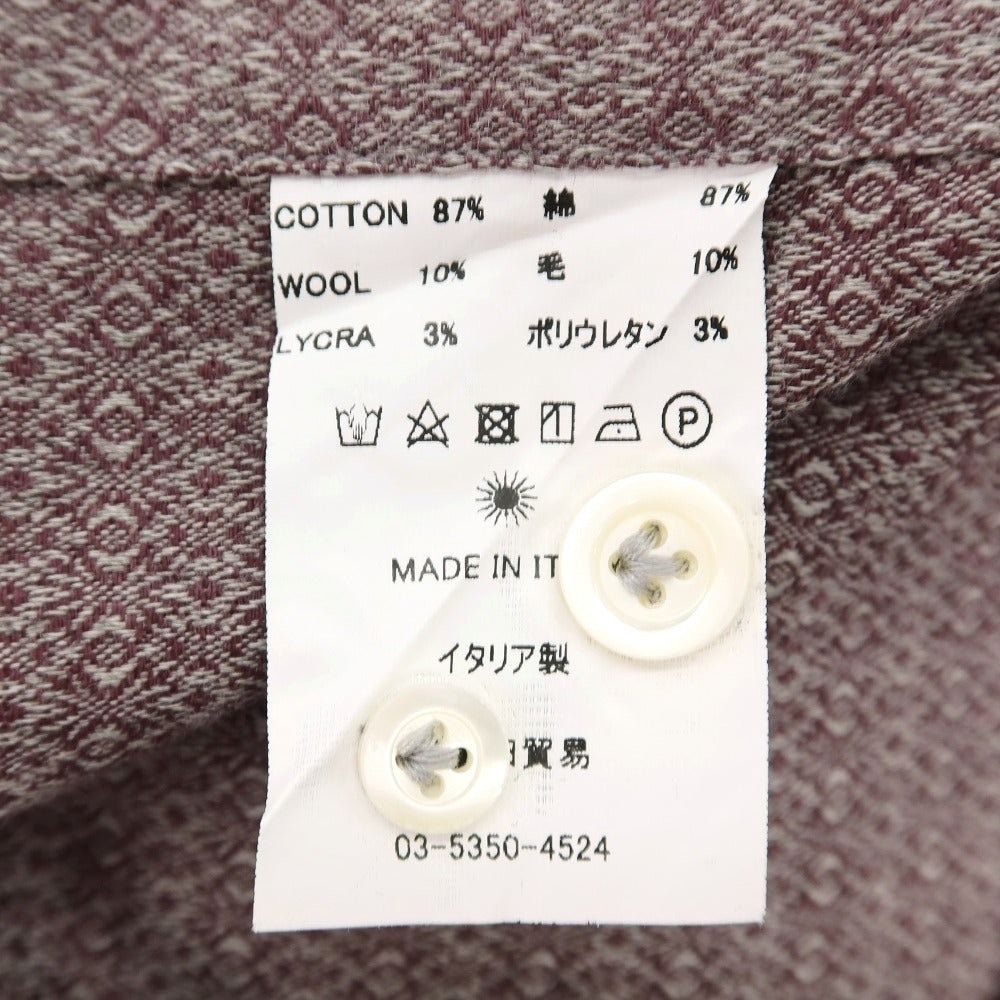 COTTON 87% 綿 87%
WOOL 10% 毛 10%
LYCRA 3% ポリウレタン 3%
P
MADE IN IT
イタリア製
貿易
03-5350-4524